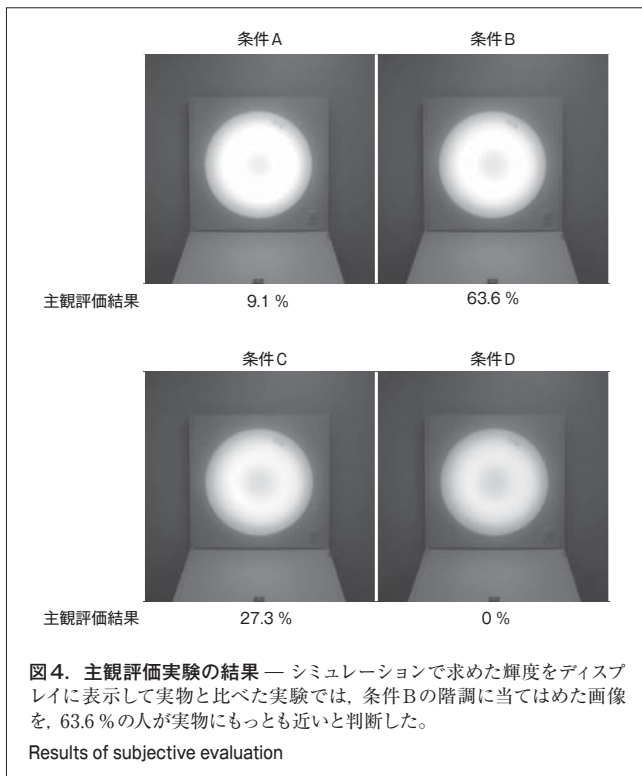 条件A 条件B
主観評価結果 9.1 % 63.6 %
条件C 条件D
主観評価結果 27.3 % 0 %
図4. 主観評価実験の結果 — シミュレーションで求めた輝度をディスプ
レイに表示して実物と比べた実験では, 条件Bの階調に当てはめた画像
を, 63.6 %の人が実物にもっとも近いと判断した。
Results of subjective evaluation